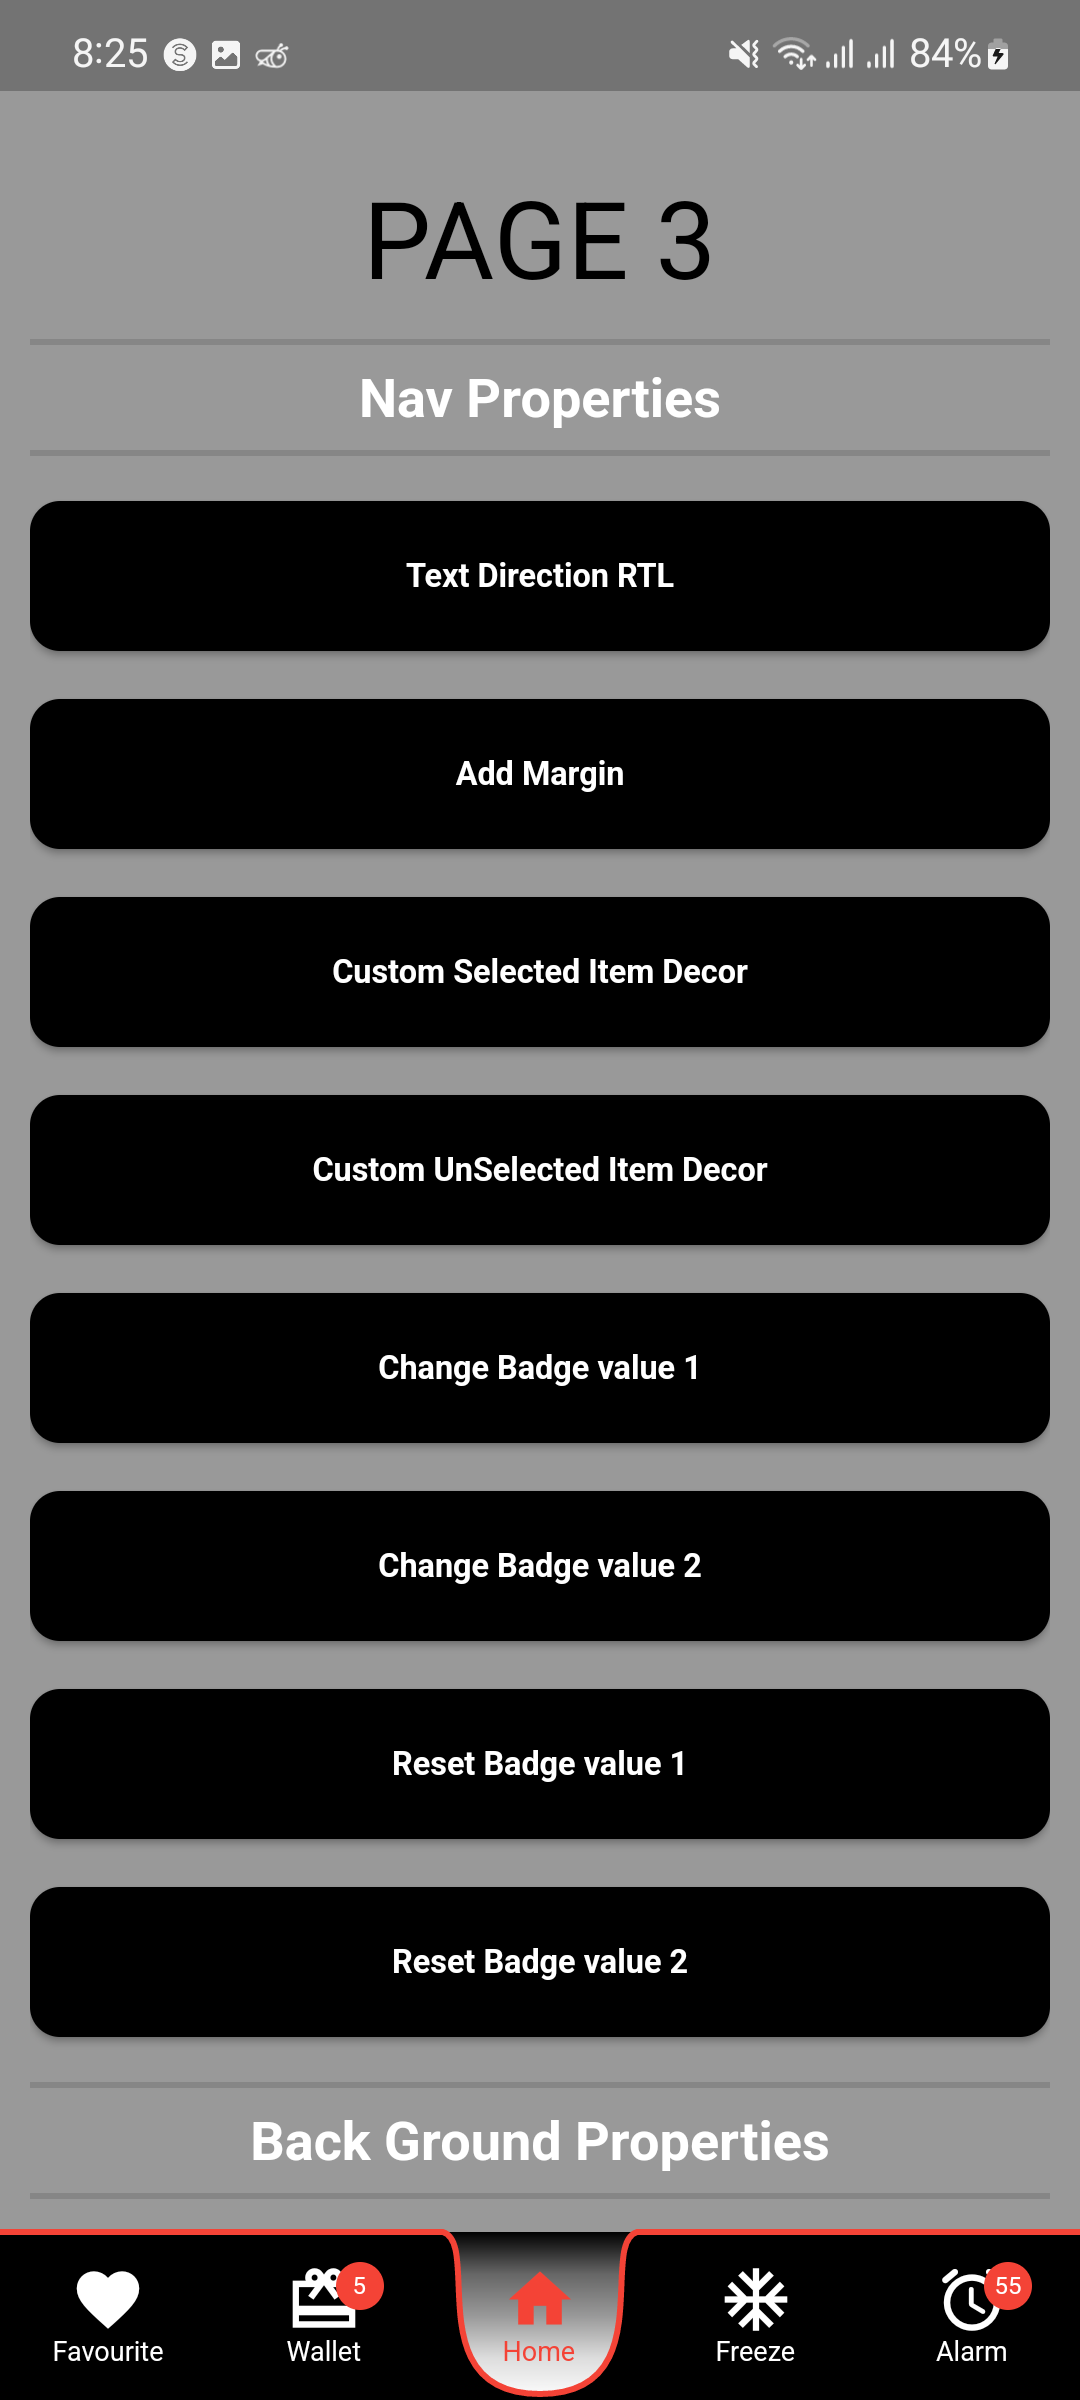 8:25 84%
PAGE 3
Nav Properties
Text Direction RTL
Add Margin
Custom Selected Item Decor
Custom UnSelected Item Decor
Change Badge value 1
Change Badge value 2
Reset Badge value 1
Reset Badge value 2
Back Ground Properties
5 55
Favourite Wallet Home Freeze Alarm